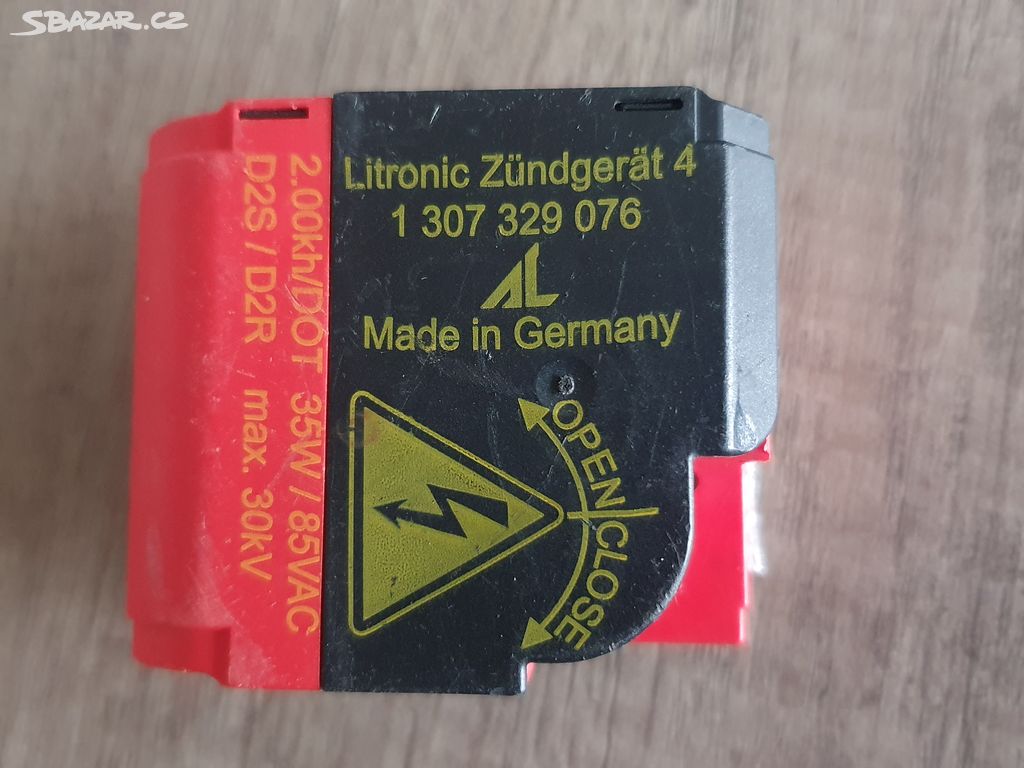 SBAZAR.CZ
Litronic Zündgerät 4
1 307 329 076
AL
Made in Germany
OPEN CLOSE
2.00kh/DOT 35W / 85VAC
D2S / D2R max. 30kV